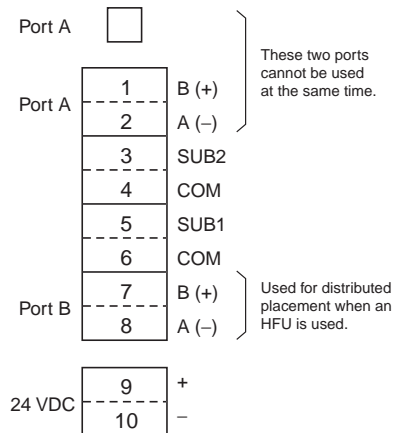 Port A
These two ports
cannot be used
at the same time.
Port A
1 B (+)
2 A (–)
3 SUB2
4 COM
5 SUB1
6 COM
Port B
7 B (+)
8 A (–)
Used for distributed
placement when an
HFU is used.
24 VDC
9 +
10 –